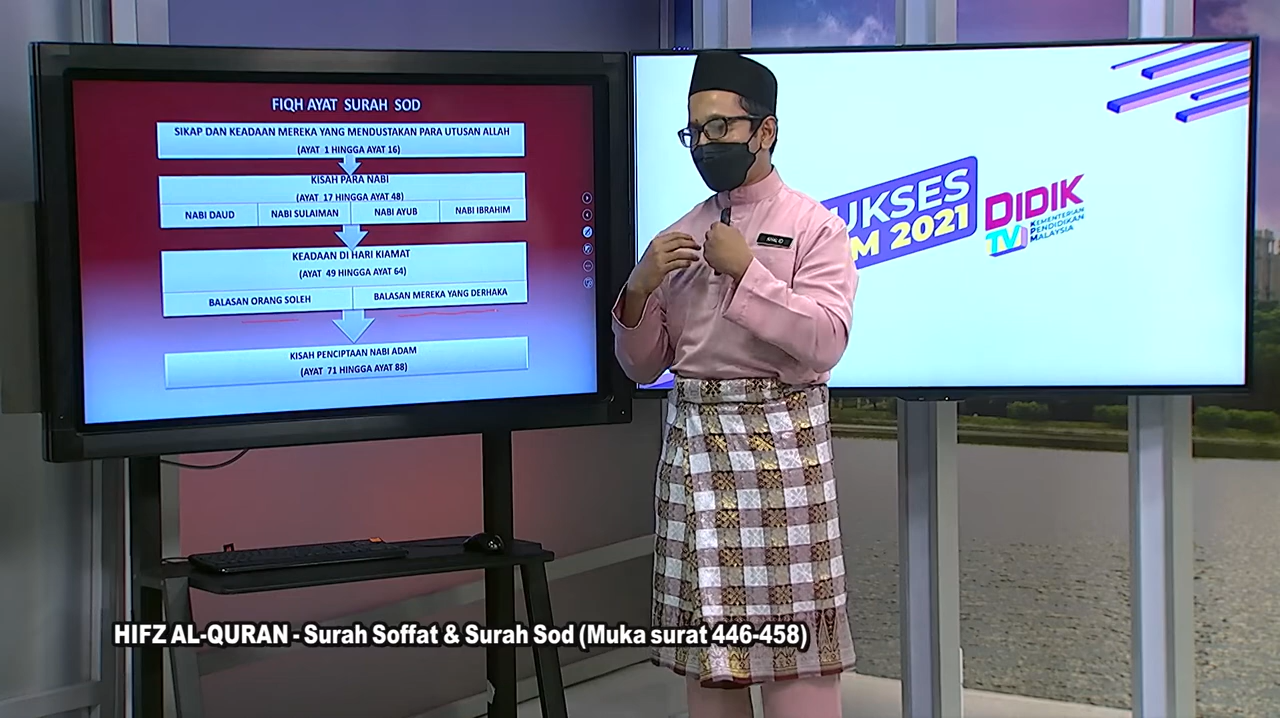 FIQH AYAT SURAH SOD
SIKAP DAN KEADAAN MEREKA YANG MENDUSTAKAN PARA UTUSAN ALLAH
(AYAT 1 HINGGA AYAT 16)
KISAH PARA NABI
(AYAT 17 HINGGA AYAT 48)
NABI DAUD
NABI SULAIMAN
NABI AYUB
NABI IBRAHIM
KEADAAN DI HARI KIAMAT
(AYAT 49 HINGGA AYAT 64)
BALASAN ORANG SOLEH
BALASAN MEREKA YANG DERHAKA
KISAH PENCIPTAAN NABI ADAM
(AYAT 71 HINGGA AYAT 88)
UKSES
M 2021
DIDIK
TV
KEMENTERIAN
PENDIDIKAN
MALAYSIA
HIFZ AL-QURAN - Surah Soffat & Surah Sod (Muka surat 446-458)